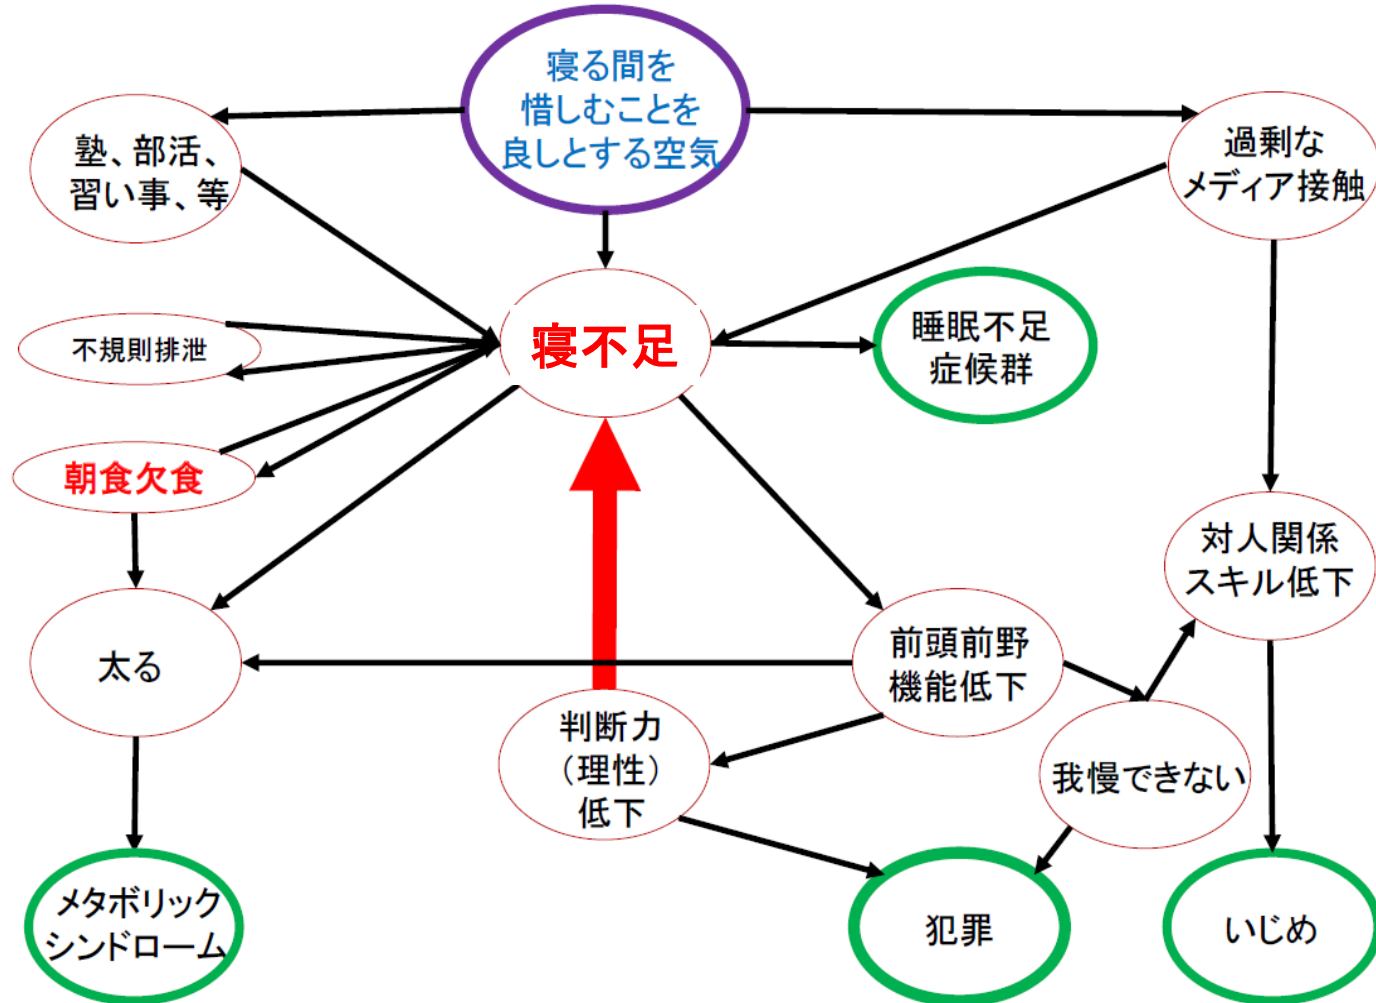 寝る間を
惜しむことを
良しとする空気
塾、部活、
習い事、等
過剰な
メディア接触
不規則排泄
寝不足
睡眠不足
症候群
朝食欠食
対人関係
スキル低下
太る
前頭前野
機能低下
判断力
（理性）
低下
我慢できない
メタボリック
シンドローム
犯罪
いじめ